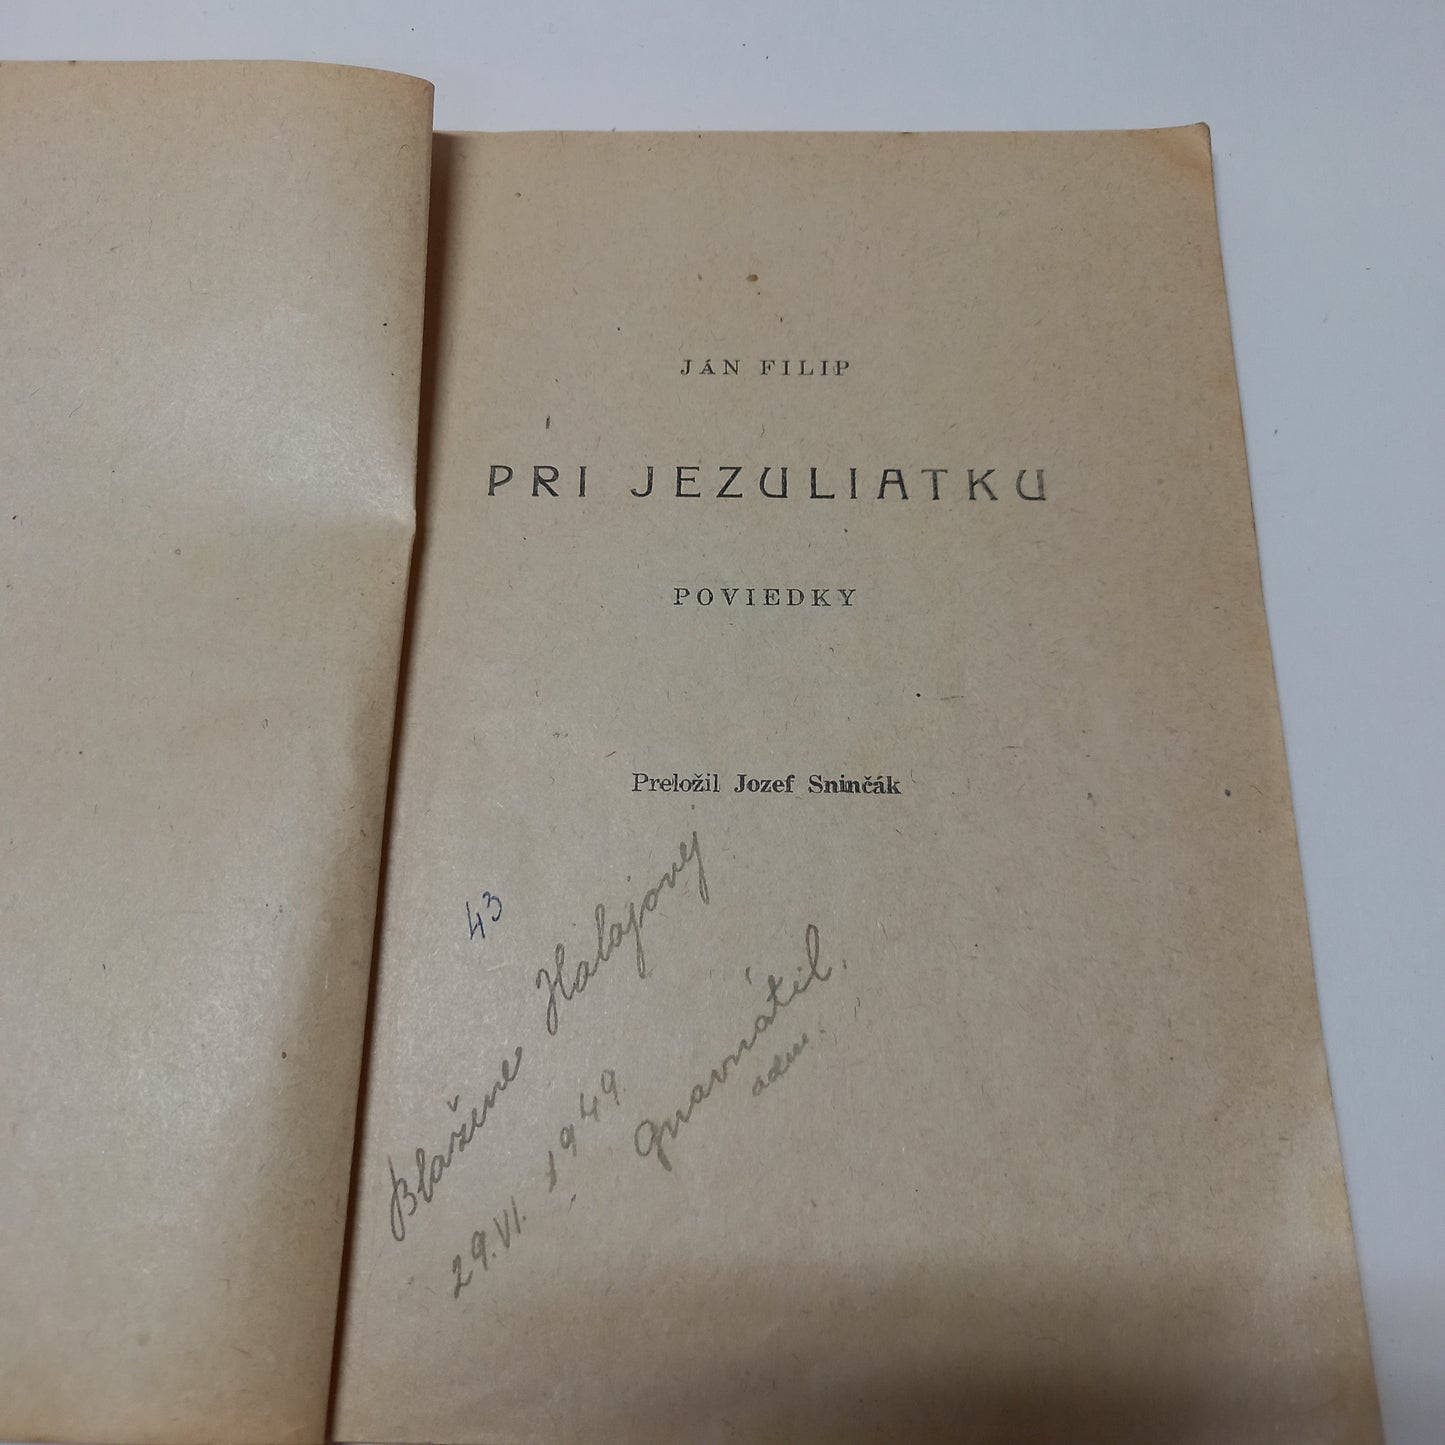 JÁN FILIP
PRI JEZULIATKU
POVIEDKY
Preložil Jozef Sninčák
43
Blažene Halajovej
29. VI. 1949